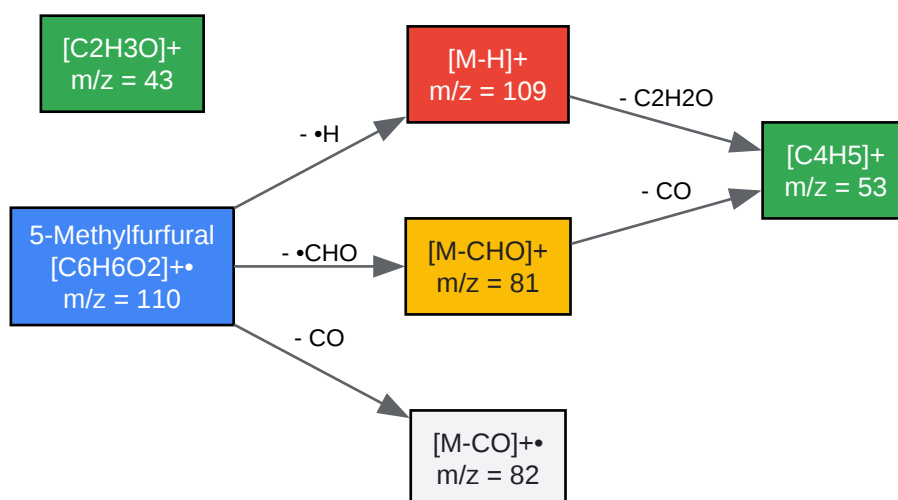 [C2H3O]+
m/z = 43
[M-H]+
m/z = 109
- C2H2O
- •H
[C4H5]+
m/z = 53
- CO
5-Methylfurfural
[C6H6O2]+•
m/z = 110
- •CHO
[M-CHO]+
m/z = 81
- CO
[M-CO]+•
m/z = 82